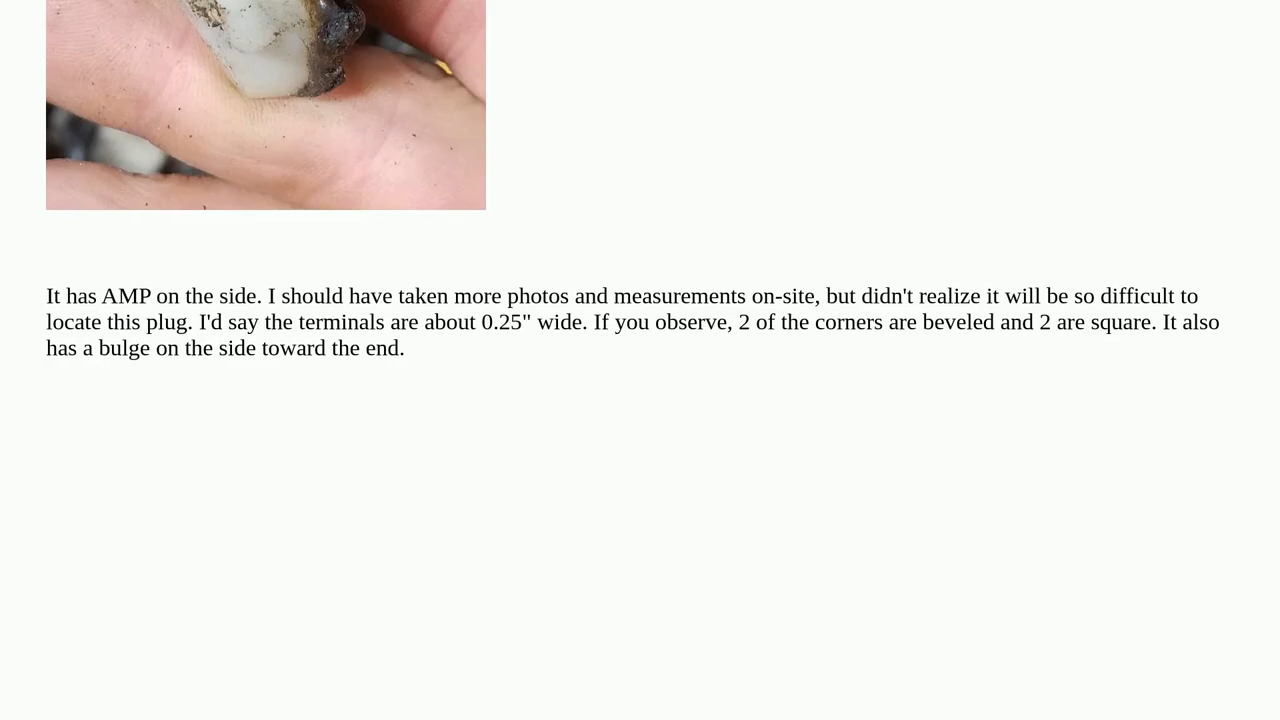 It has AMP on the side. I should have taken more photos and measurements on-site, but didn't realize it will be so difficult to
locate this plug. I'd say the terminals are about 0.25" wide. If you observe, 2 of the corners are beveled and 2 are square. It also
has a bulge on the side toward the end.